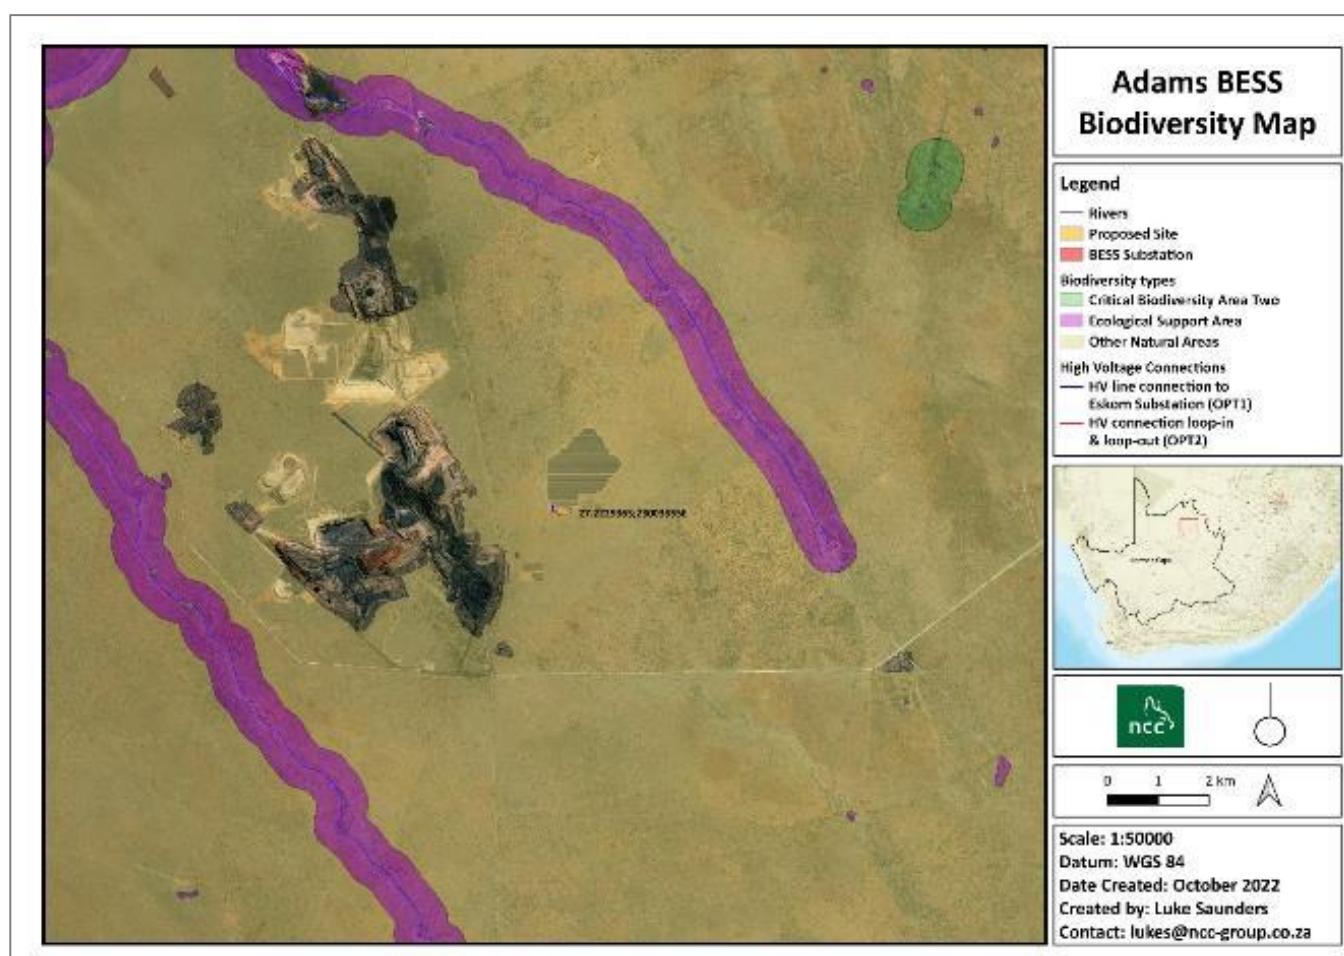 Adams BESS
Biodiversity Map
Legend
Rivers
Proposed Site
BESS Substation
Biodiversity types
Critical Biodiversity Area Two
Ecological Support Area
Other Natural Areas
High Voltage Connections
HV line connection to
Eskom Substation (OPT1)
HV connection loop-in
& loop-out (OPT2)
ncc
0 1 2 km
Scale: 1:50000
Datum: WGS 84
Date Created: October 2022
Created by: Luke Saunders
Contact: lukes@ncc-group.co.za